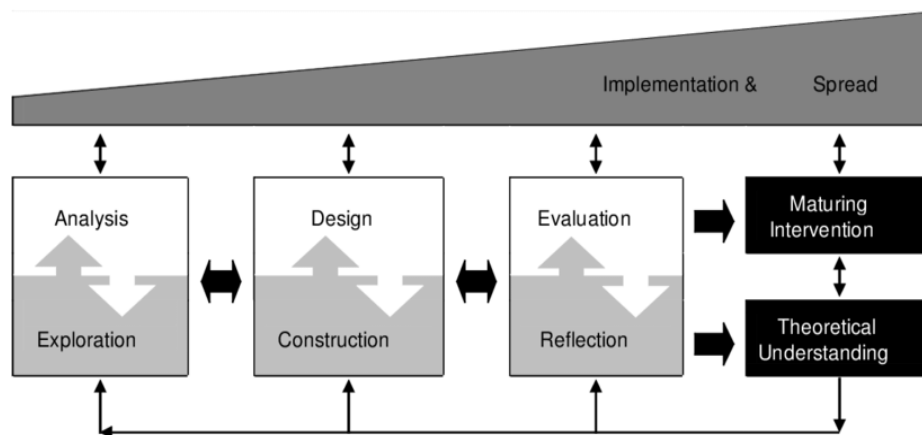 Implementation & Spread
Analysis
Exploration
Design
Construction
Evaluation
Reflection
Maturing
Intervention
Theoretical
Understanding